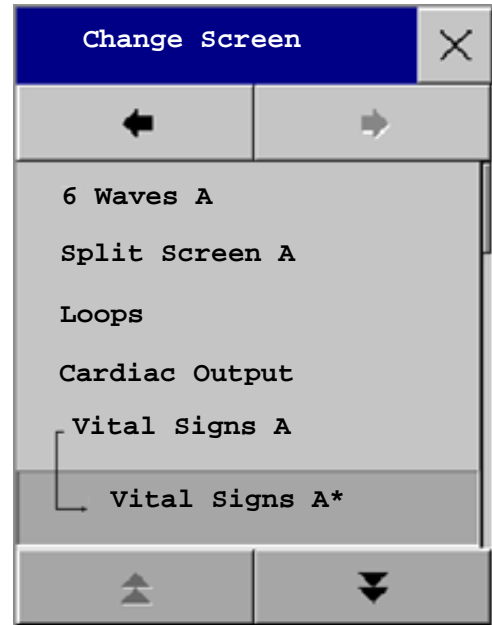 Change Screen
6 Waves A
Split Screen A
Loops
Cardiac Output
Vital Signs A
Vital Signs A*